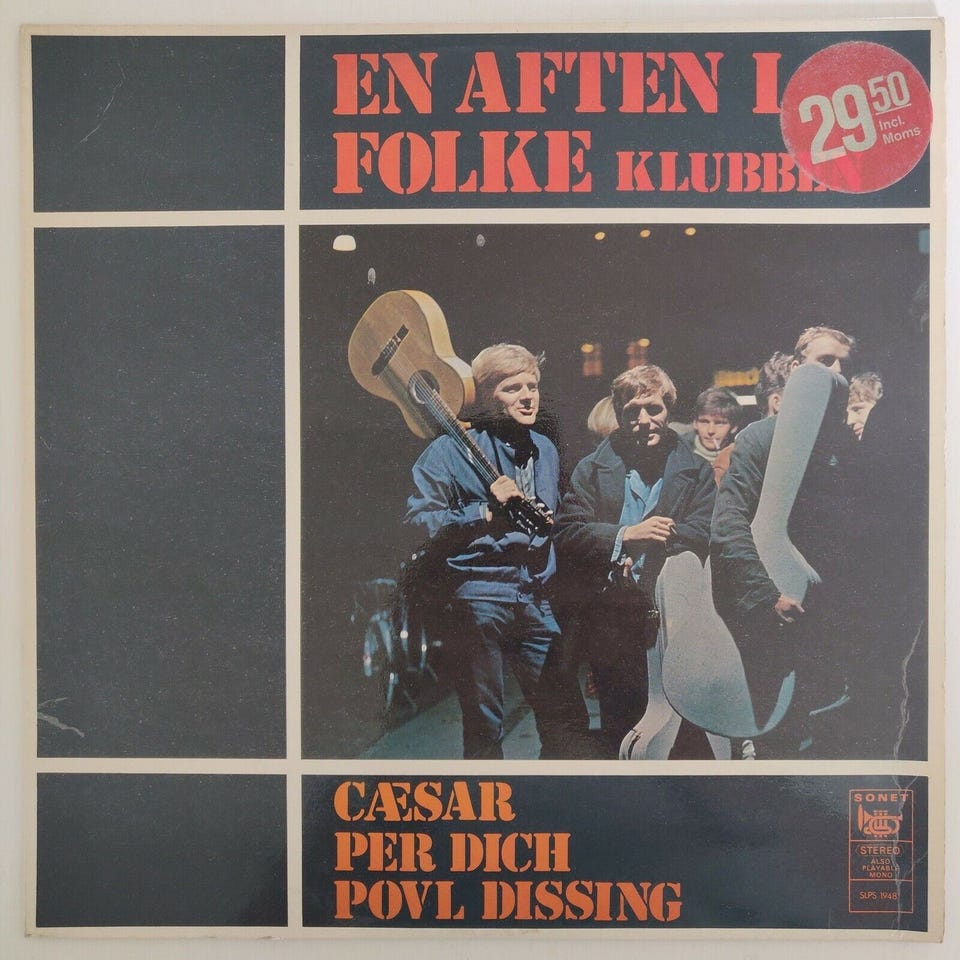 EN AFTEN I
FOLKE KLUBBEN
29 50
Incl.
Moms
CÆSAR
PER DICH
POVL DISSING
SONET
STEREO
ALSO
PLAYABLE
MONO
SLPS 1948